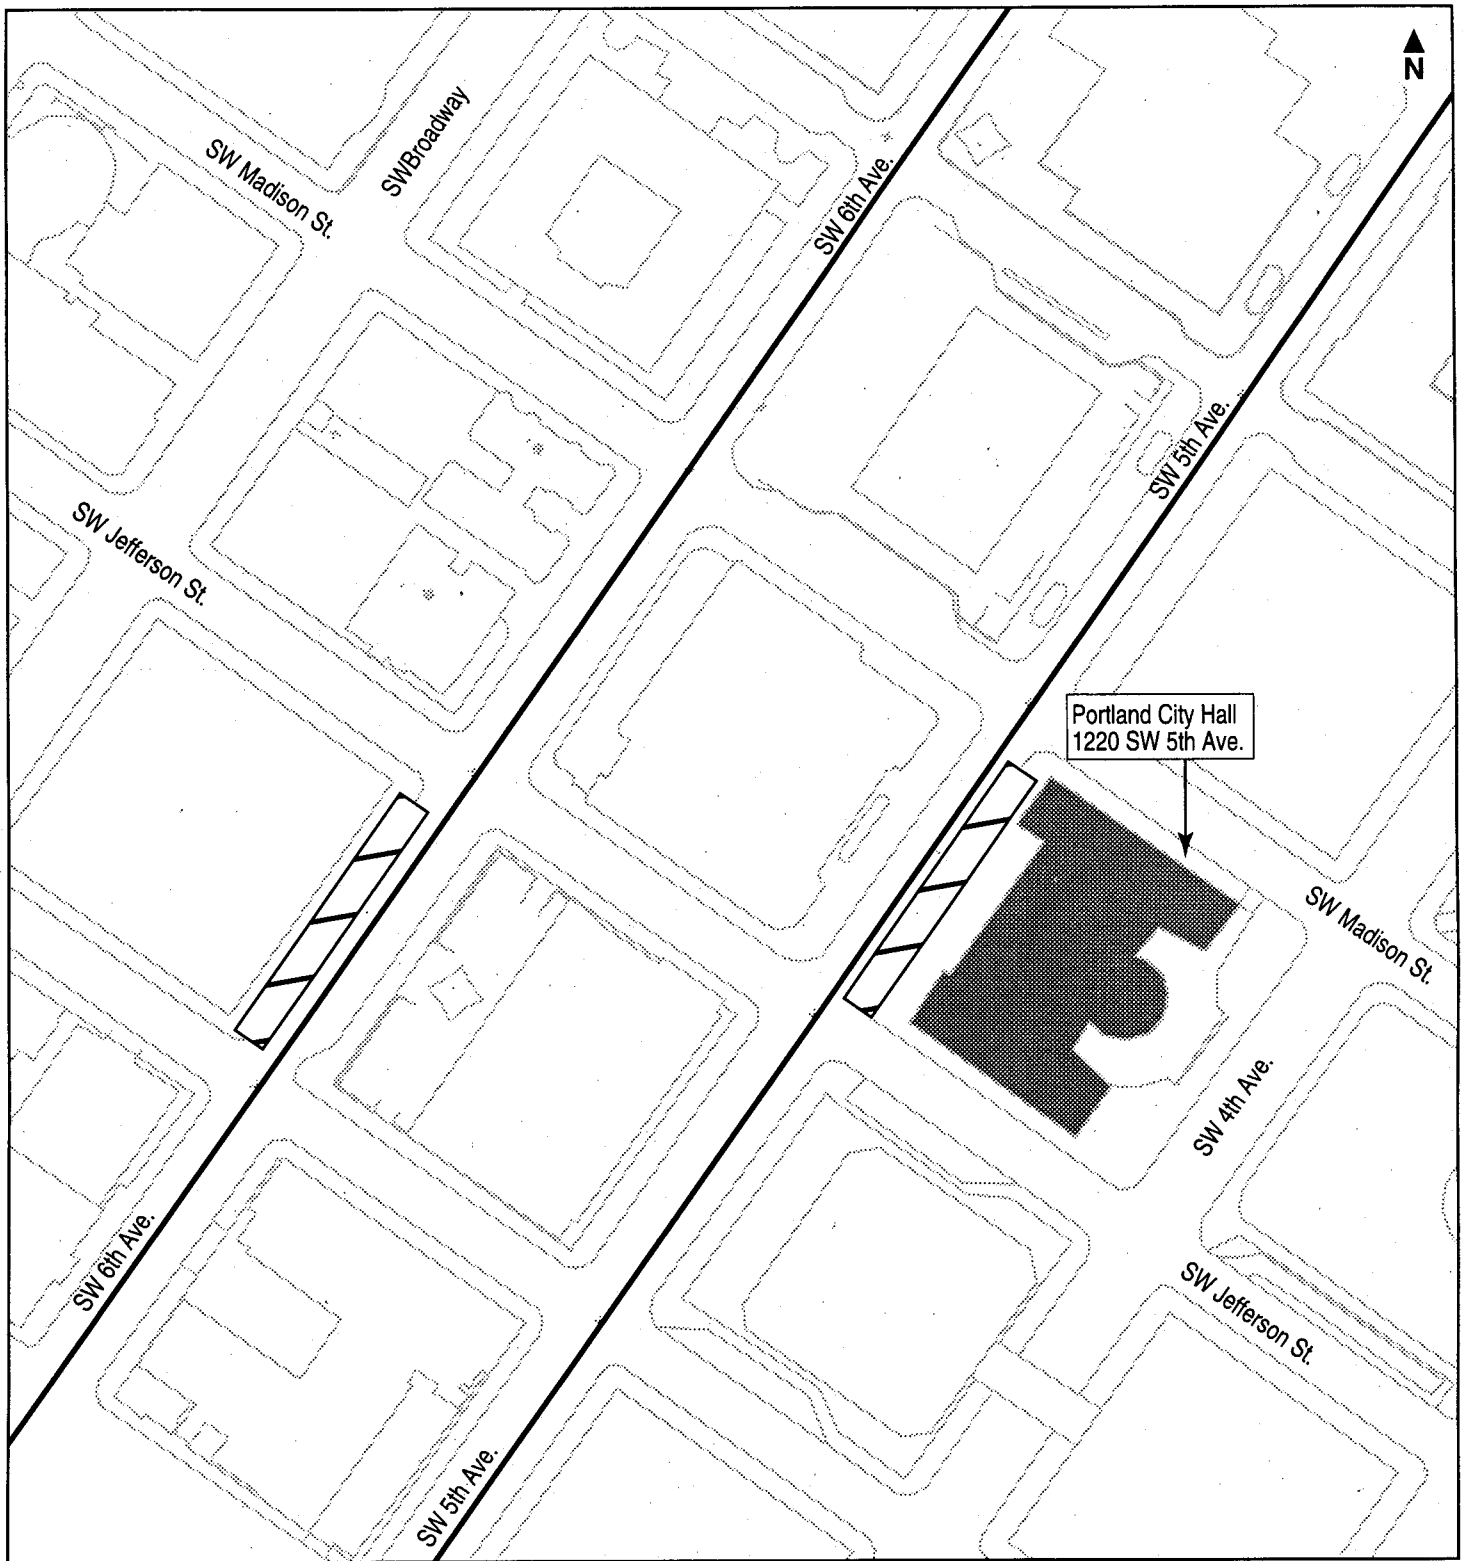 N
SWBroadway
SW Madison St.
SW 6th Ave.
SW 5th Ave.
SW Jefferson St.
Portland City Hall
1220 SW 5th Ave.
SW Madison St.
SW 4th Ave.
SW 6th Ave.
SW Jefferson St.
SW 5th Ave.